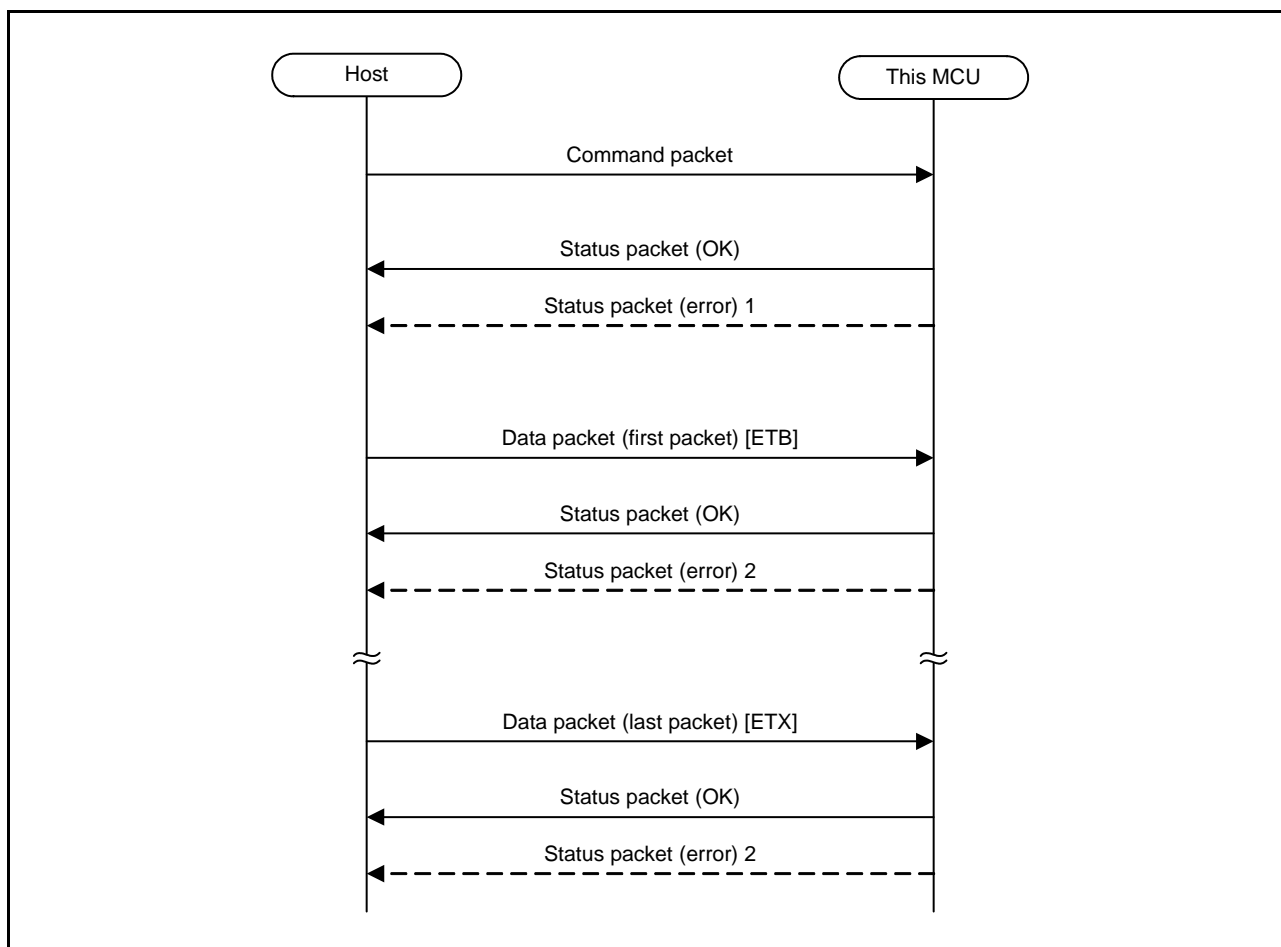 Host
This MCU
Command packet
Status packet (OK)
Status packet (error) 1
Data packet (first packet) [ETB]
Status packet (OK)
Status packet (error) 2
Data packet (last packet) [ETX]
Status packet (OK)
Status packet (error) 2